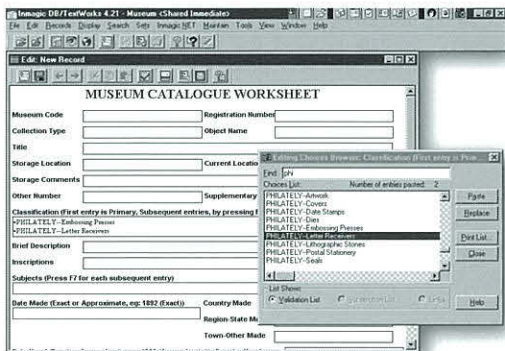 Inmagic DB/TextWorks 4.21 - Museum <Shared Immediate>
File Edit Records Display Search Sets Inmagic.NET Maintain Tools View Window Help
Edit: New Record
MUSEUM CATALOGUE WORKSHEET
Museum Code
Registration Number
Collection Type
Object Name
Title
Storage Location
Current Locatio
Storage Comments
Other Number
Supplementary
Classification (First entry is Primary, Subsequent entries, by pressing F
PHILATELY--Embossing Presses
PHILATELY--Letter Receivers
Brief Description
Inscriptions
Subjects (Press F7 for each subsequent entry)
Date Made (Exact or Approximate, eg: 1892 (Exact))
Country Made
Region-State M
Town-Other Made
Editing Choices Browser: Classification (First entry is Prim...
Find: phi
Choices List: Number of entries pasted: 2
PHILATELY--Artwork
PHILATELY--Covers
PHILATELY--Date Stamps
PHILATELY--Dies
PHILATELY--Embossing Presses
PHILATELY--Letter Receivers
PHILATELY--Lithographic Stones
PHILATELY--Postal Stationery
PHILATELY--Seals
Paste
Replace
Print List...
Close
List Shows
Validation List
Links
Help